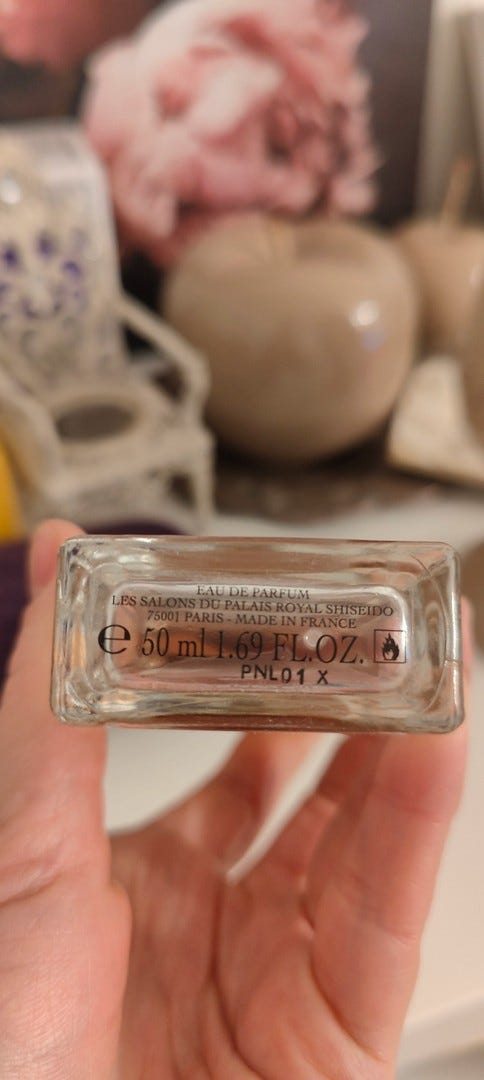 EAU DE PARFUM
LES SALONS DU PALAIS ROYAL SHISEIDO
75001 PARIS - MADE IN FRANCE
℮ 50 ml 1.69 FL.OZ.
PNL01 X